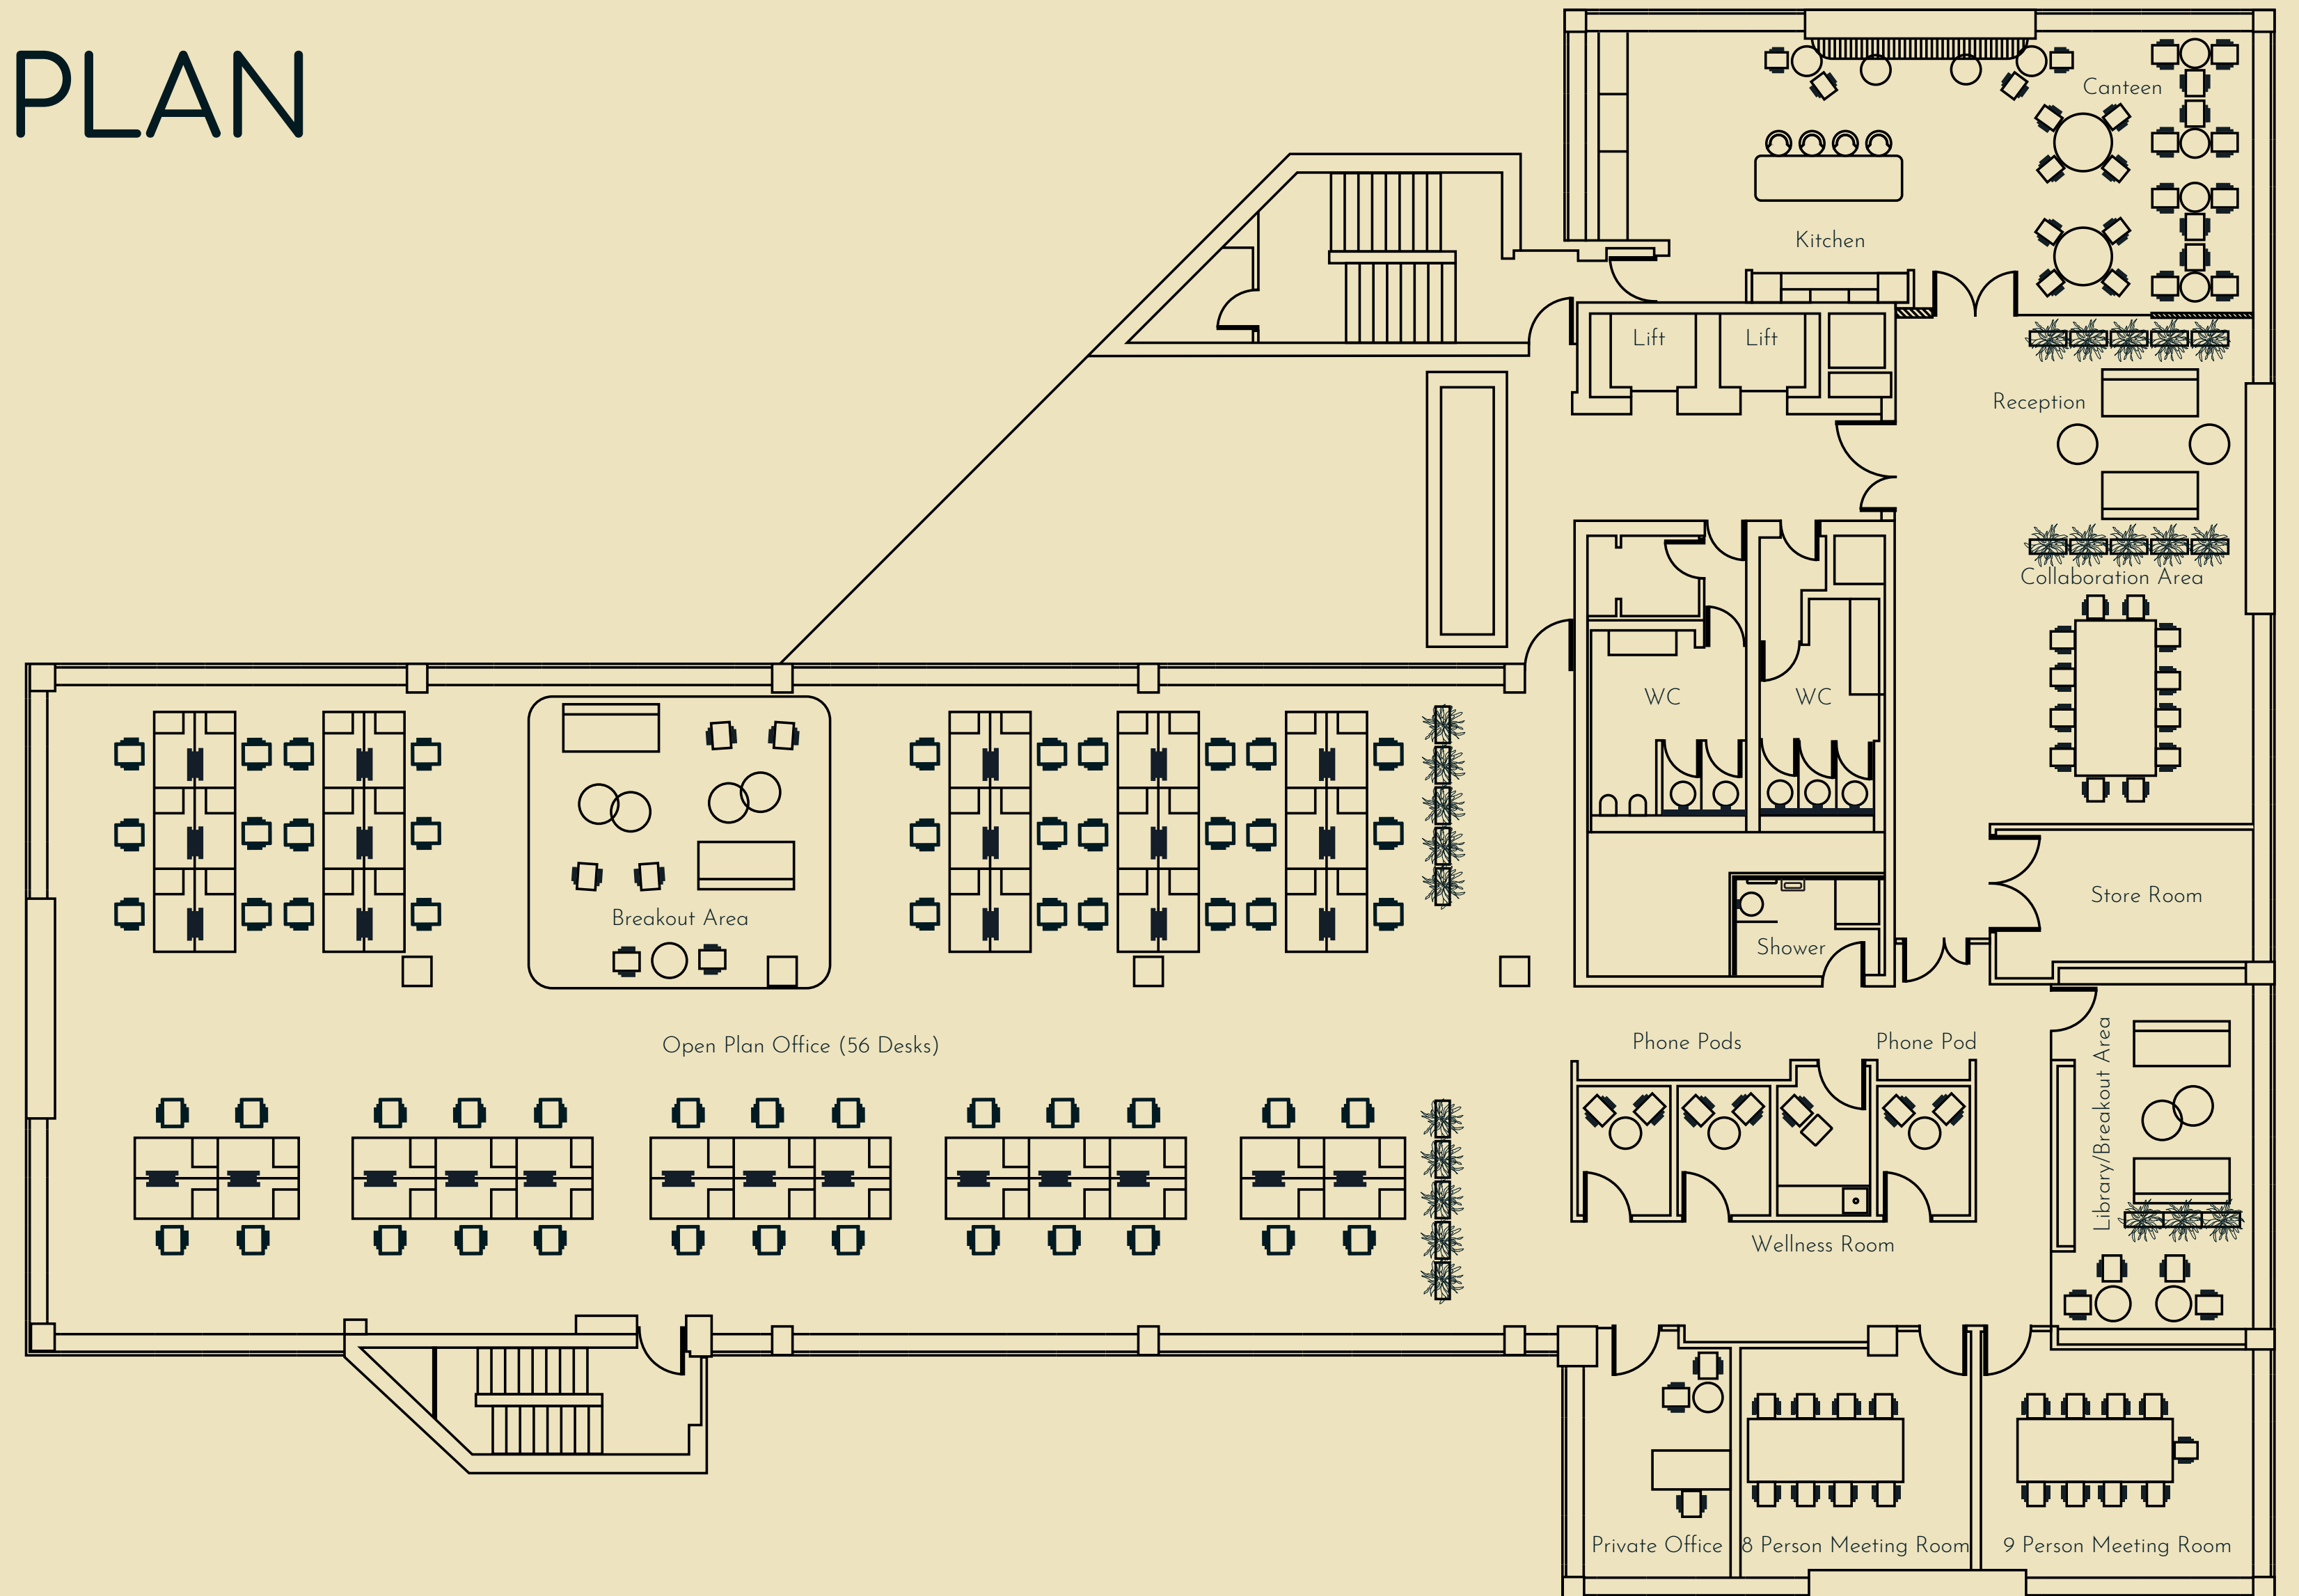 PLAN
Canteen
Kitchen
Lift
Lift
Reception
Collaboration Area
WC
WC
Store Room
Breakout Area
Shower
Open Plan Office (56 Desks)
Phone Pods
Phone Pod
Library/Breakout Area
Wellness Room
Private Office
8 Person Meeting Room
9 Person Meeting Room